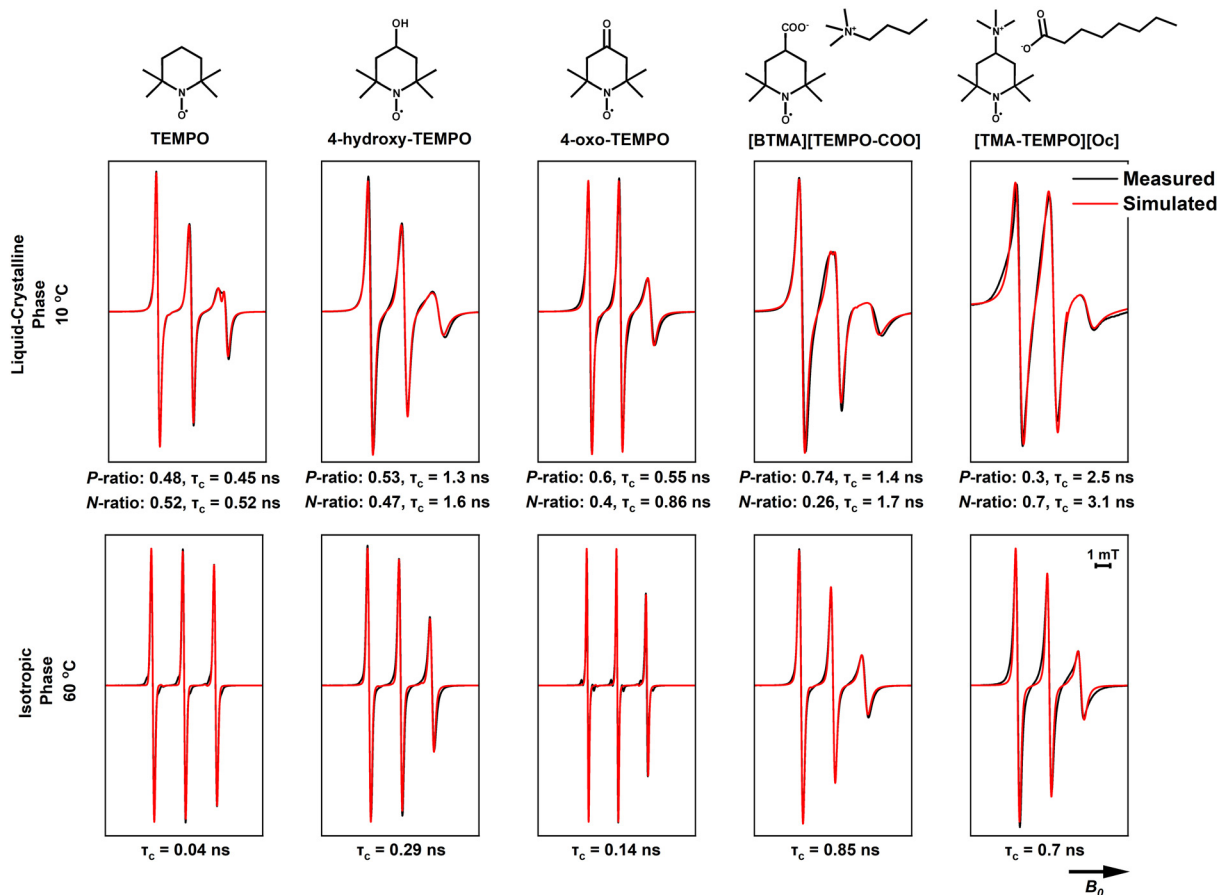 OH
O
COO-
N+
N+
O
-O
N
O•
N
O•
N
O•
N
O•
N
O•
TEMPO
4-hydroxy-TEMPO
4-oxo-TEMPO
[BTMA][TEMPO-COO]
[TMA-TEMPO][Oc]
Measured
Simulated
Liquid-Crystalline
Phase
10 °C
P-ratio: 0.48, τc = 0.45 ns
N-ratio: 0.52, τc = 0.52 ns
P-ratio: 0.53, τc = 1.3 ns
N-ratio: 0.47, τc = 1.6 ns
P-ratio: 0.6, τc = 0.55 ns
N-ratio: 0.4, τc = 0.86 ns
P-ratio: 0.74, τc = 1.4 ns
N-ratio: 0.26, τc = 1.7 ns
P-ratio: 0.3, τc = 2.5 ns
N-ratio: 0.7, τc = 3.1 ns
Isotropic
Phase
60 °C
1 mT
τc = 0.04 ns
τc = 0.29 ns
τc = 0.14 ns
τc = 0.85 ns
τc = 0.7 ns
B0